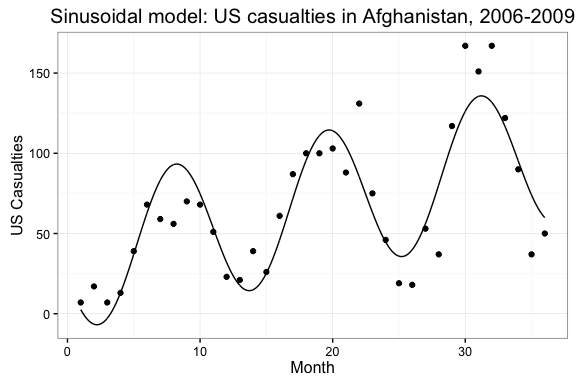 Sinusoidal model: US casualties in Afghanistan, 2006-2009
US Casualties
150
100
50
0
0 10 20 30
Month